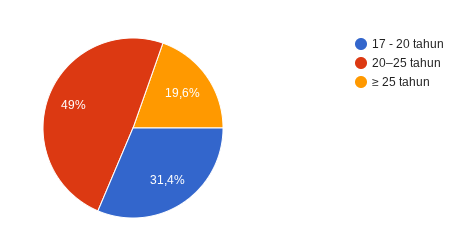 17 - 20 tahun
20–25 tahun
≥ 25 tahun
19,6%
49%
31,4%